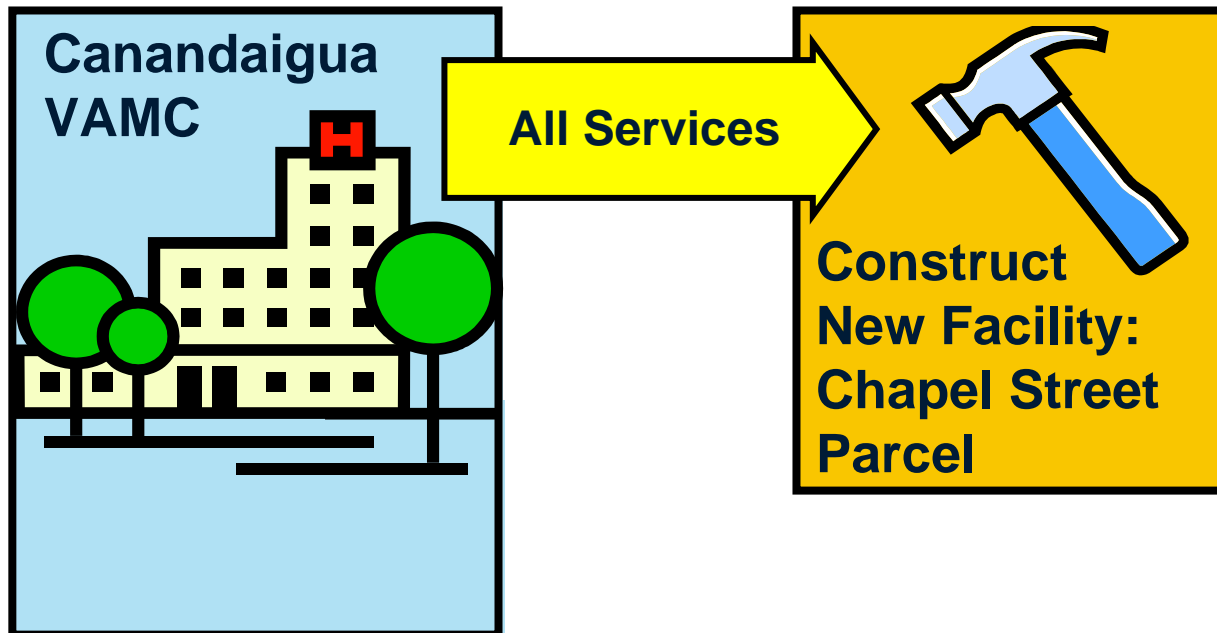 Canandaigua
VAMC
H
All Services
Construct
New Facility:
Chapel Street
Parcel